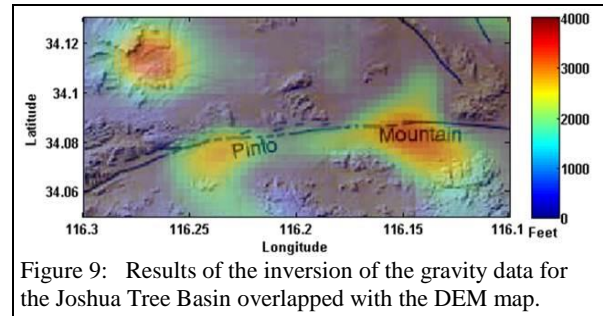 34.12
34.1
34.08
34.06
Latitude
Pinto
Mountain
116.3
116.25
116.2
116.15
116.1
Longitude
4000
3000
2000
1000
0
Feet
Figure 9: Results of the inversion of the gravity data for
the Joshua Tree Basin overlapped with the DEM map.